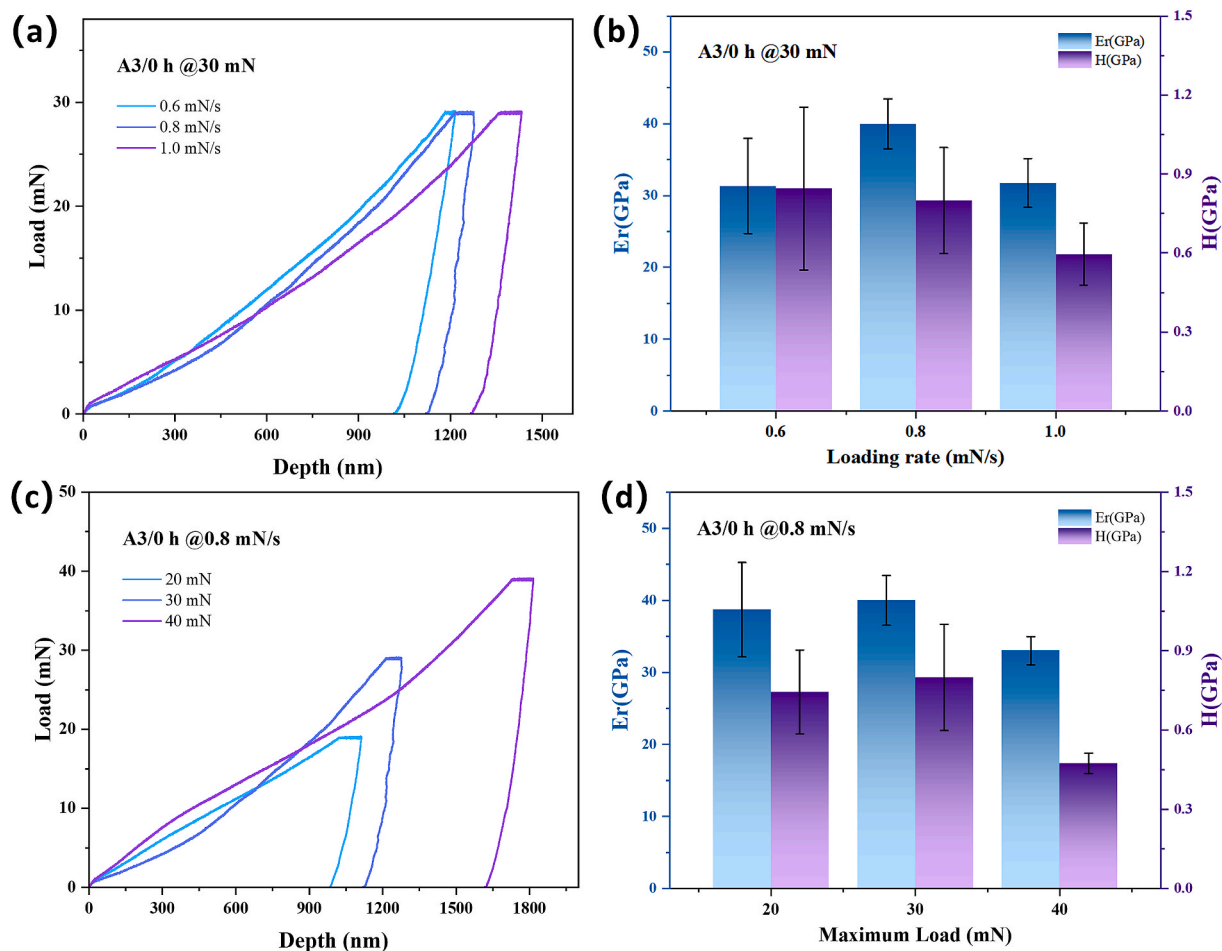 (a)
A3/0 h @30 mN
0.6 mN/s
0.8 mN/s
1.0 mN/s
Load (mN)
30
20
10
0
0 300 600 900 1200 1500
Depth (nm)
(b)
A3/0 h @30 mN
Er(GPa)
H(GPa)
Er(GPa)
50
40
30
20
10
0
1.5
1.2
0.9
0.6
0.3
0.0
H(GPa)
0.6 0.8 1.0
Loading rate (mN/s)
(c)
A3/0 h @0.8 mN/s
20 mN
30 mN
40 mN
Load (mN)
50
40
30
20
10
0
0 300 600 900 1200 1500 1800
Depth (nm)
(d)
A3/0 h @0.8 mN/s
Er(GPa)
H(GPa)
Er(GPa)
50
40
30
20
10
0
1.5
1.2
0.9
0.6
0.3
0.0
H(GPa)
20 30 40
Maximum Load (mN)